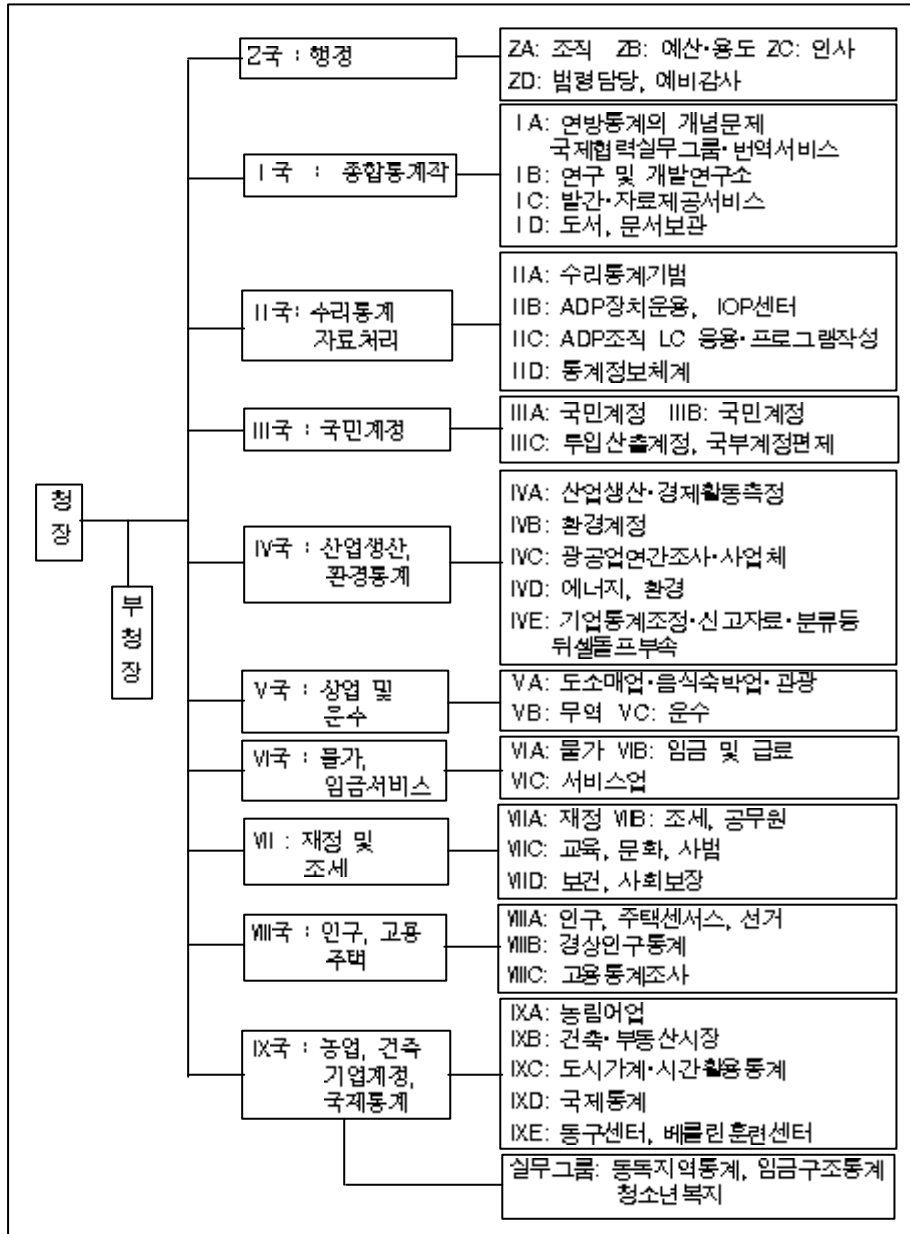 청
장
부
청
장
Z국 : 행정
ZA: 조직 ZB: 예산·용도 ZC: 인사
ZD: 법령담당, 예비감사
I국 : 종합통계작
IA: 연방통계의 개념문제
국제협력실무그룹·번역서비스
IB: 연구 및 개발연구소
IC: 발간·자료제공서비스
ID: 도서, 문서보관
II국: 수리통계
자료처리
IIA: 수리통계기법
IIB: ADP장치운용, IOP센터
IIC: ADP조직 LC 응용·프로그램작성
IID: 통계정보체계
III국 : 국민계정
IIIA: 국민계정 IIIB: 국민계정
IIIC: 투입산출계정, 국부계정편제
IV국 : 산업생산,
환경통계
IVA: 산업생산·경제활동측정
IVB: 환경계정
IVC: 광공업연간조사·사업체
IVD: 에너지, 환경
IVE: 기업통계조정·신고자료·분류등
뒤셀돌프부속
V국 : 상업 및
운수
VA: 도소매업·음식숙박업·관광
VB: 무역 VC: 운수
VI국 : 물가,
임금서비스
VIA: 물가 VIB: 임금 및 급료
VIC: 서비스업
VII : 재정 및
조세
VIIA: 재정 VIIB: 조세, 공무원
VIIC: 교육, 문화, 사법
VIID: 보건, 사회보장
VIII국 : 인구, 고용
주택
VIIIA: 인구, 주택센서스, 선거
VIIIB: 경상인구통계
VIIIC: 고용통계조사
IX국 : 농업, 건축
기업계정,
국제통계
IXA: 농림어업
IXB: 건축·부동산시장
IXC: 도시가계·시간활용통계
IXD: 국제통계
IXE: 동구센터, 베를린훈련센터
실무그룹: 동독지역통계, 임금구조통계
청소년복지